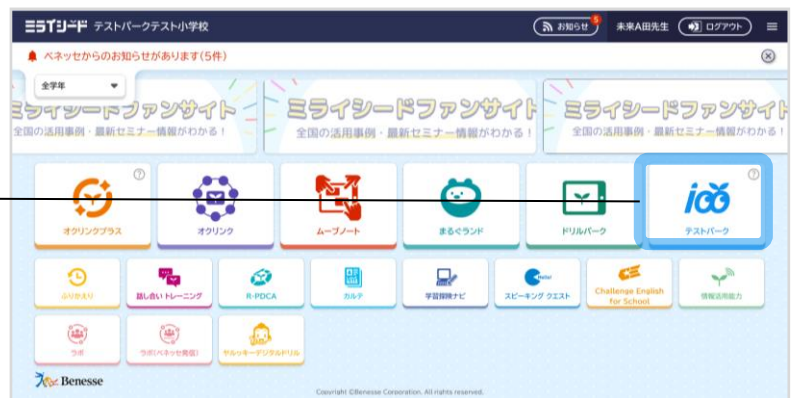 ミライシード テストパークテスト小学校
お知らせ 5 未来A田先生 ログアウト
ベネッセからのお知らせがあります(5件)
全学年
ミライシードファンサイト ミライシードファンサイト ミライシードファンサイト
全国の活用事例・最新セミナー情報がわかる! 全国の活用事例・最新セミナー情報がわかる! 全国の活用事例・最新セミナー情報がわかる!
オクリンクプラス オクリンク ムーブノート まるぐランド ドリルパーク テストパーク
ふりかえり 話し合いトレーニング R-PDCA カルテ 学習探検ナビ スピーキング クエスト Challenge English for School 情報活用能力
ラボ ラボ(ベネッセ発信) サルッキーデジタルドリル
Benesse
Copyright ©Benesse Corporation. All rights reserved.